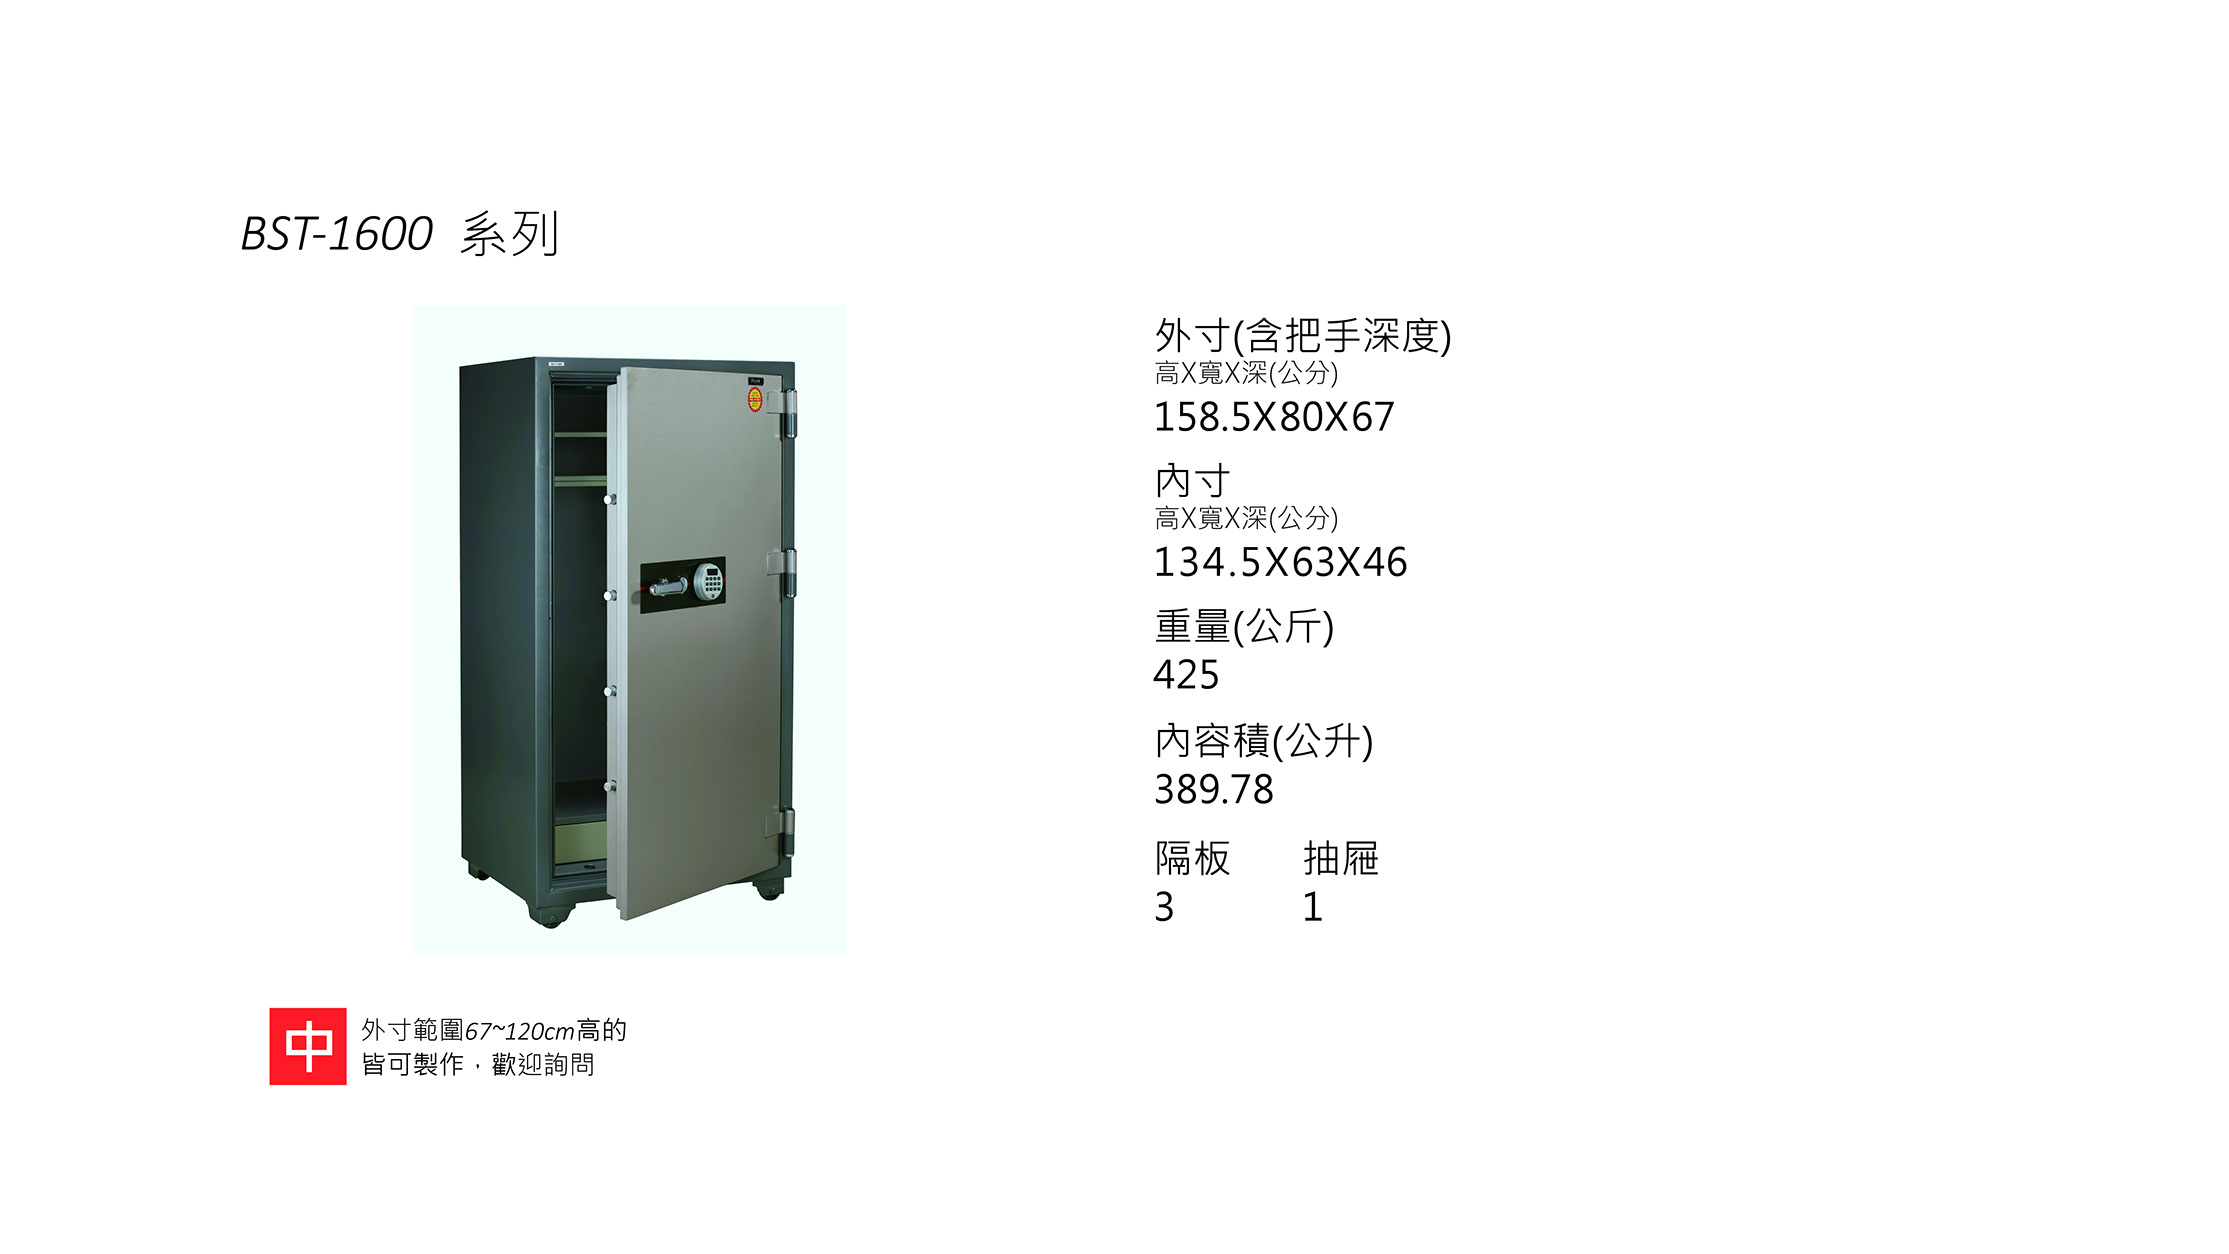 BST-1600 系列
外寸(含把手深度)
高X寬X深(公分)
158.5X80X67
內寸
高X寬X深(公分)
134.5X63X46
重量(公斤)
425
內容積(公升)
389.78
隔板 抽屜
3 1
中
外寸範圍67~120cm高的
皆可製作，歡迎詢問